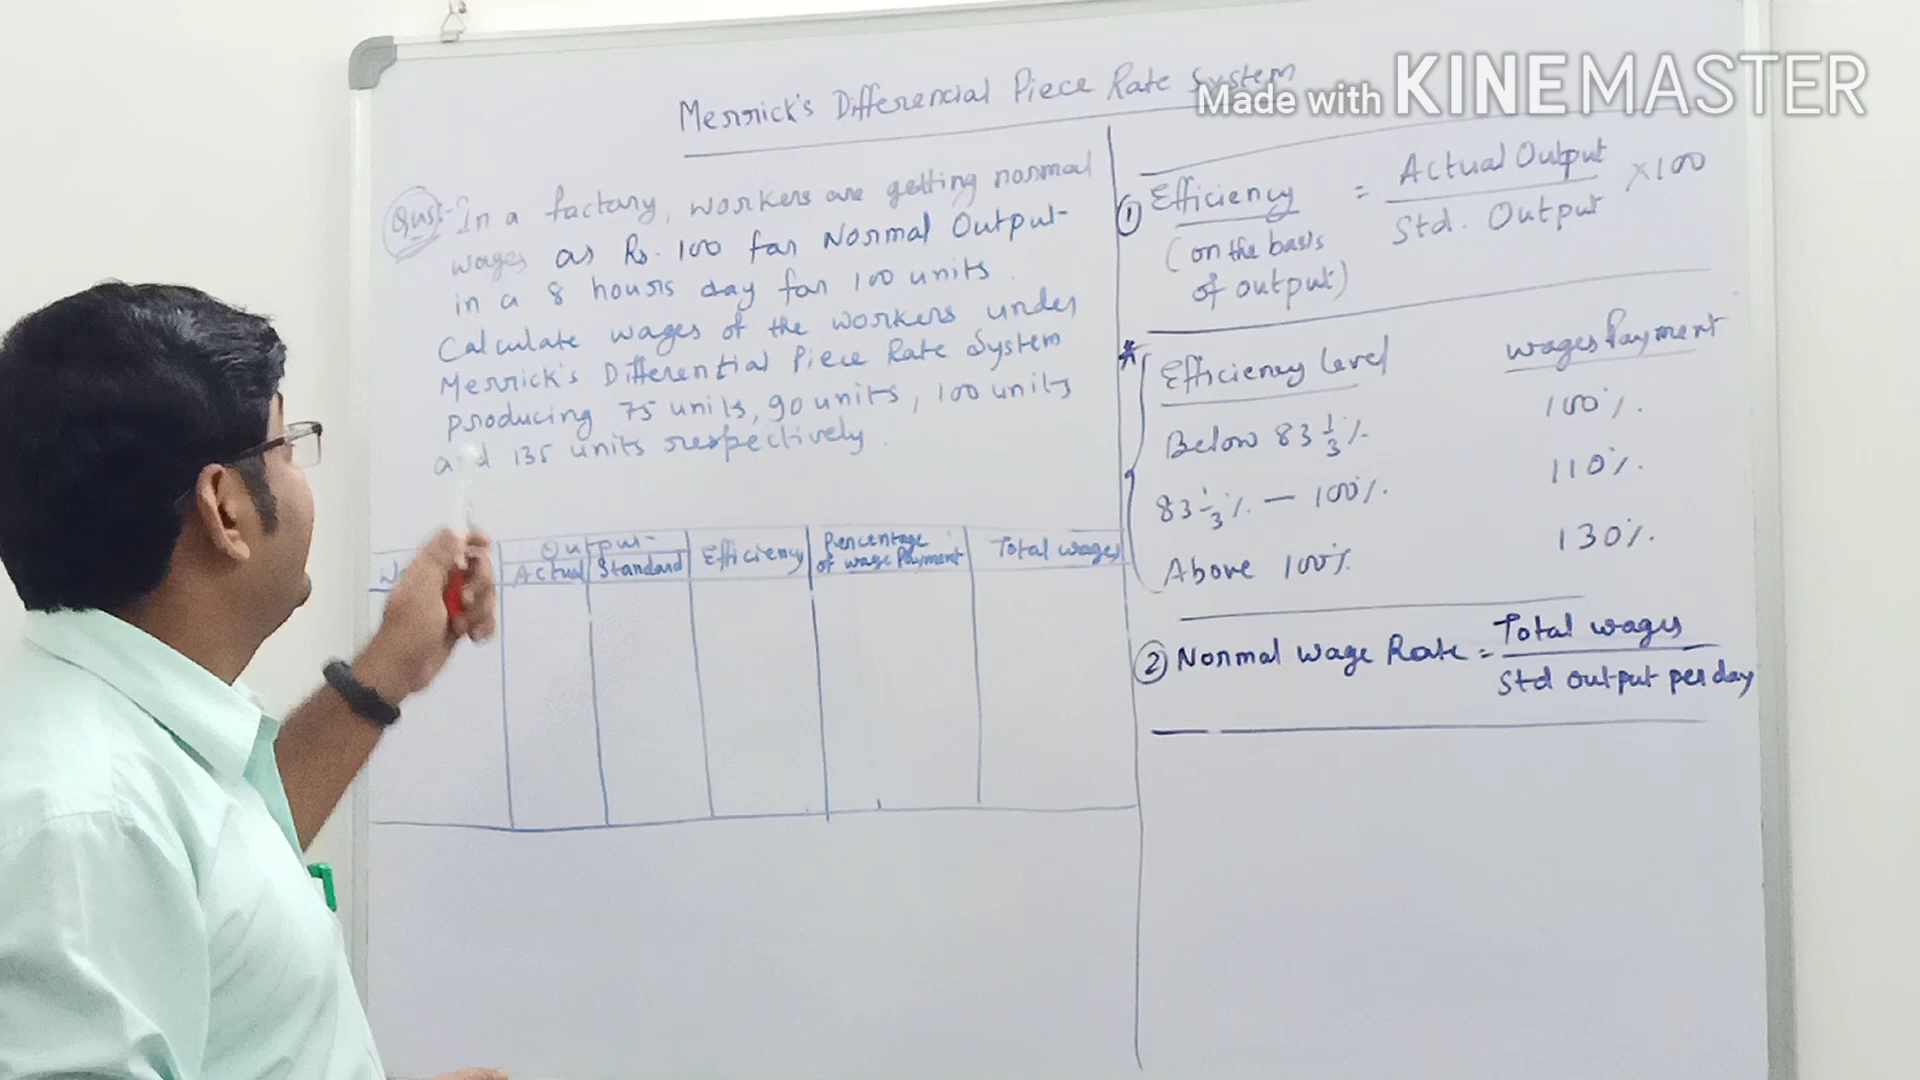 Merrick's Differencial Piece Rate System
Made with KINEMASTER
Qust- In a factory, workers are getting normal
wages as Rs. 100 for Normal Output
in a 8 hours day for 100 units.
Calculate wages of the workers under
Merrick's Differential Piece Rate System
producing 75 units, 90 units, 100 units
and 135 units respectively.
Output
Actual Standard
Efficiency
Percentage
of wage Payment
Total wages
① Efficiency = Actual Output × 100
Std. Output
(on the basis
of output)
* Efficiency Level wages Payment
Below 83 1/3 %. 100%.
83 1/3 %. — 100%. 110%.
Above 100%. 130%.
② Normal Wage Rate = Total wages
Std output per day